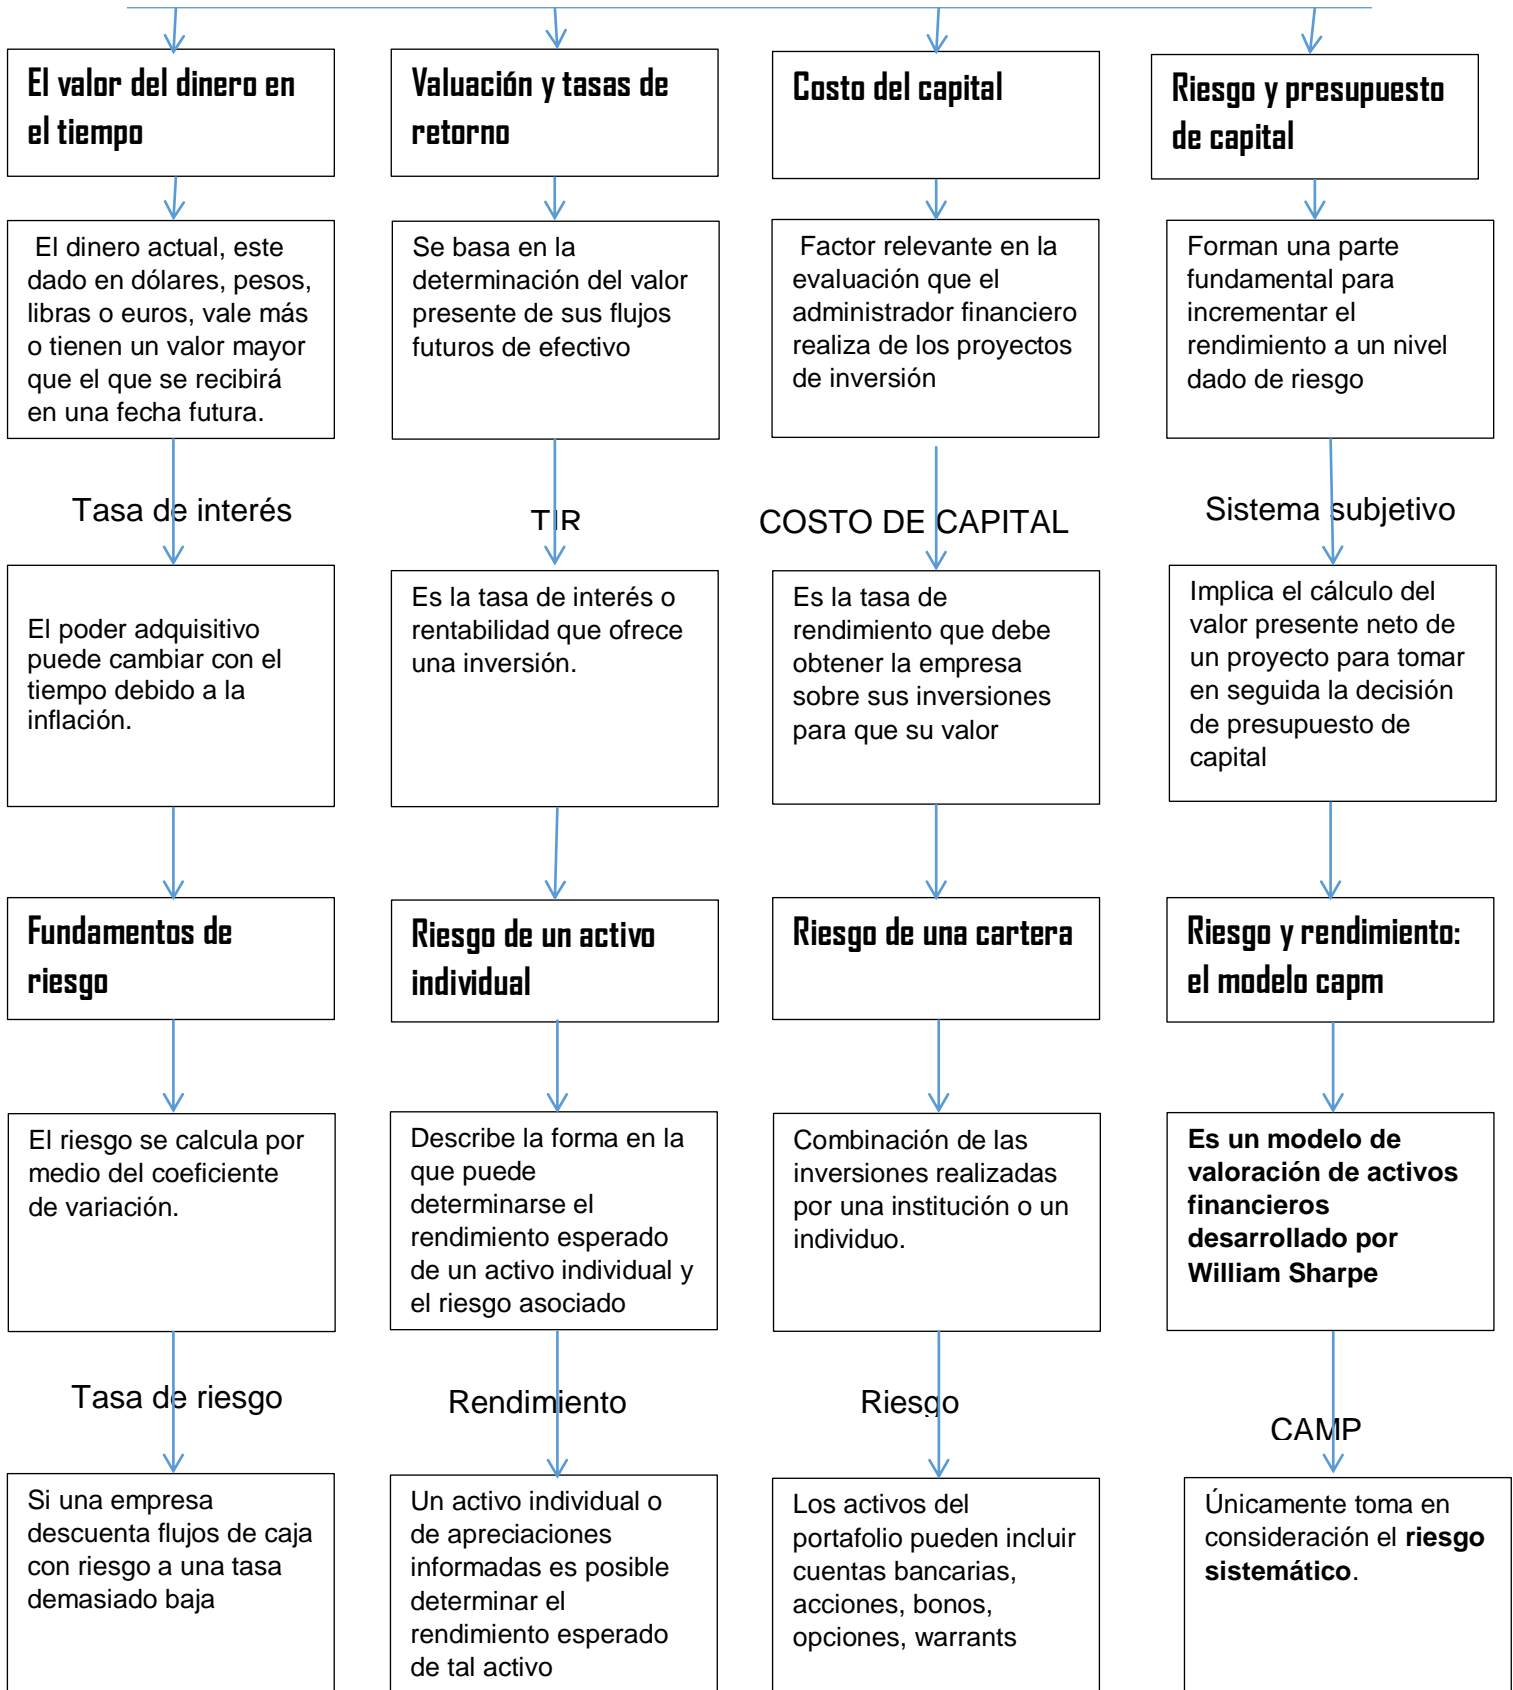 El valor del dinero en
el tiempo
Valuación y tasas de
retorno
Costo del capital
Riesgo y presupuesto
de capital
El dinero actual, este
dado en dólares, pesos,
libras o euros, vale más
o tienen un valor mayor
que el que se recibirá
en una fecha futura.
Se basa en la
determinación del valor
presente de sus flujos
futuros de efectivo
Factor relevante en la
evaluación que el
administrador financiero
realiza de los proyectos
de inversión
Forman una parte
fundamental para
incrementar el
rendimiento a un nivel
dado de riesgo
Tasa de interés
TIR
COSTO DE CAPITAL
Sistema subjetivo
El poder adquisitivo
puede cambiar con el
tiempo debido a la
inflación.
Es la tasa de interés o
rentabilidad que ofrece
una inversión.
Es la tasa de
rendimiento que debe
obtener la empresa
sobre sus inversiones
para que su valor
Implica el cálculo del
valor presente neto de
un proyecto para tomar
en seguida la decisión
de presupuesto de
capital
Fundamentos de
riesgo
Riesgo de un activo
individual
Riesgo de una cartera
Riesgo y rendimiento:
el modelo capm
El riesgo se calcula por
medio del coeficiente
de variación.
Describe la forma en la
que puede
determinarse el
rendimiento esperado
de un activo individual y
el riesgo asociado
Combinación de las
inversiones realizadas
por una institución o un
individuo.
Es un modelo de
valoración de activos
financieros
desarrollado por
William Sharpe
Tasa de riesgo
Rendimiento
Riesgo
CAMP
Si una empresa
descuenta flujos de caja
con riesgo a una tasa
demasiado baja
Un activo individual o
de apreciaciones
informadas es posible
determinar el
rendimiento esperado
de tal activo
Los activos del
portafolio pueden incluir
cuentas bancarias,
acciones, bonos,
opciones, warrants
Únicamente toma en
consideración el riesgo
sistemático.